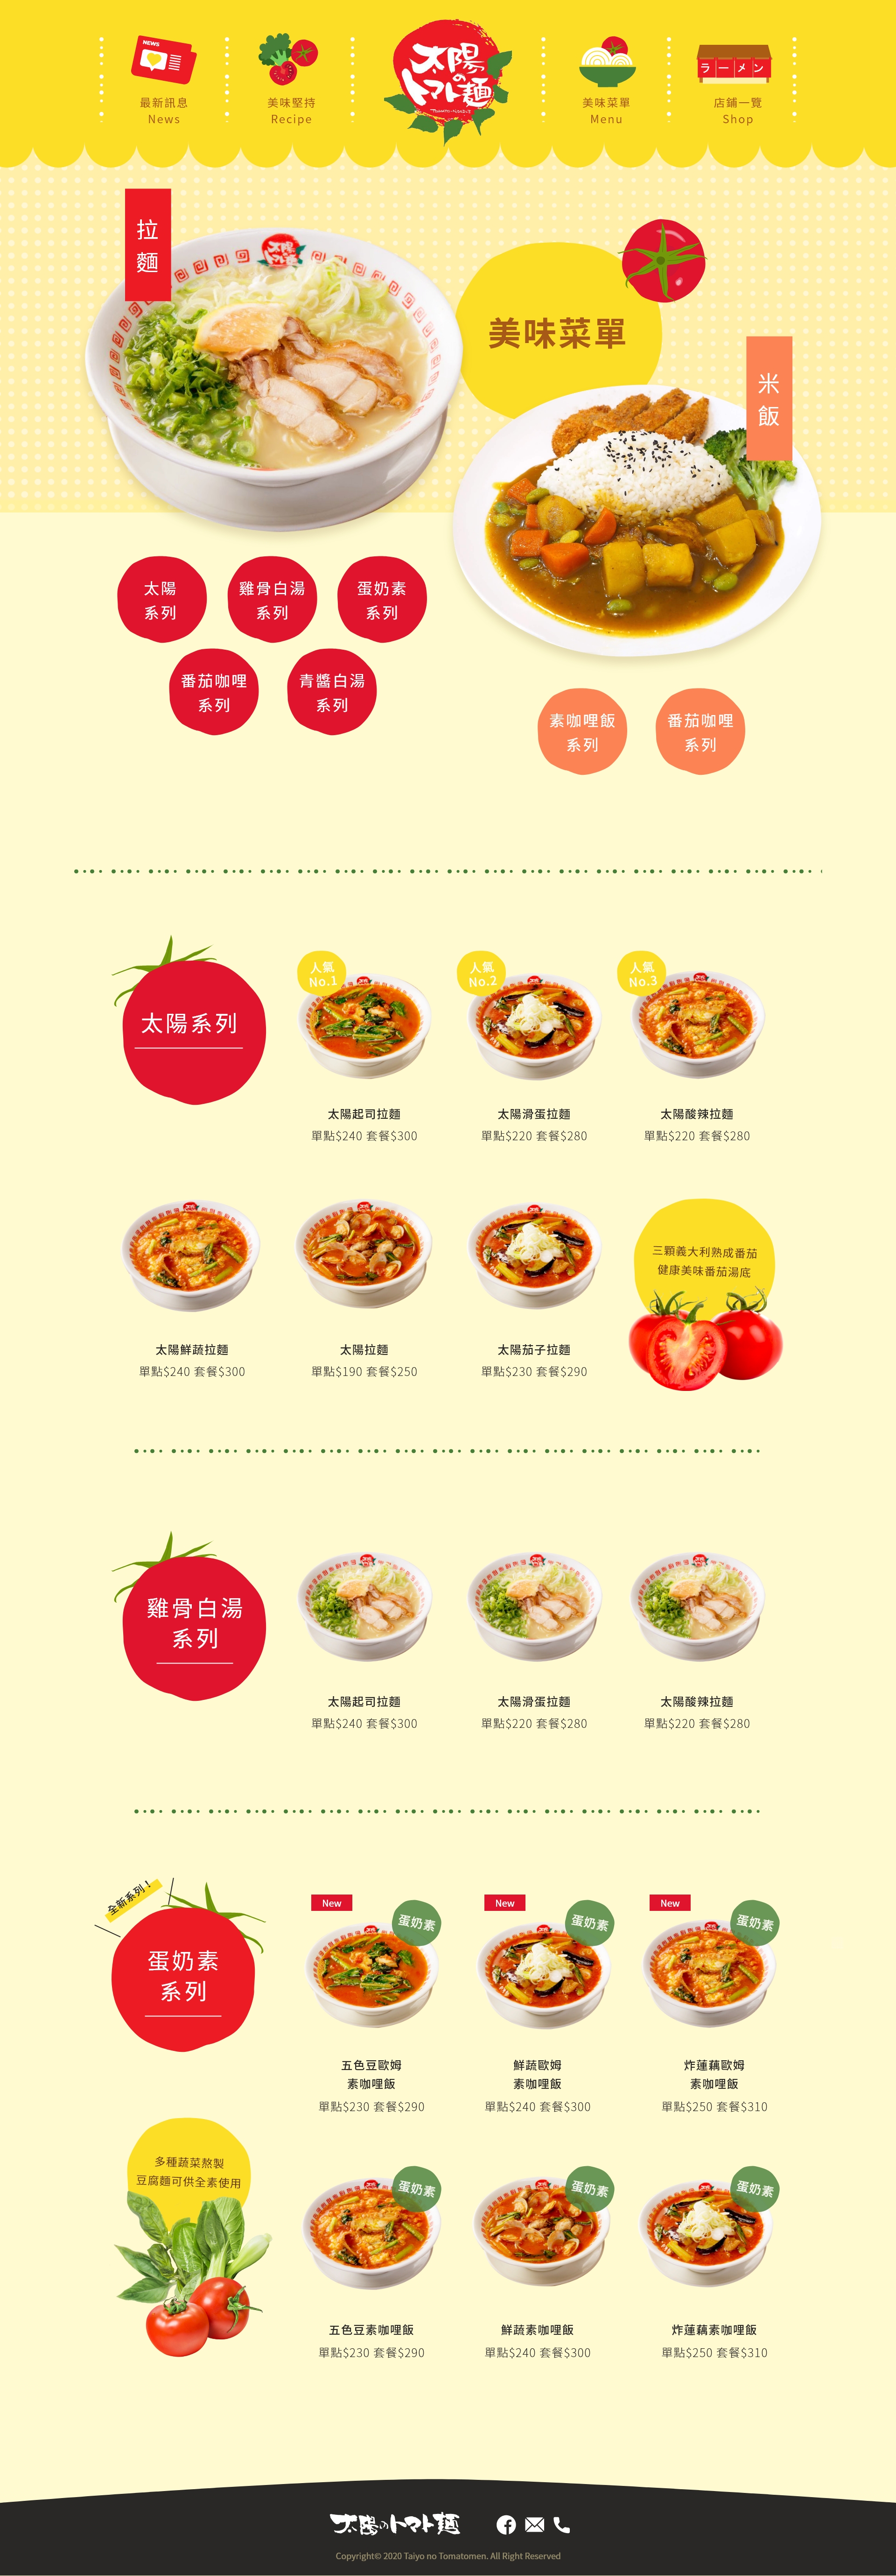 NEWS
最新訊息
News
美味堅持
Recipe
太陽
の
トマト麺
美味菜單
Menu
ラーメン
店鋪一覽
Shop
拉
麵
美味菜單
米
飯
太陽
系列
雞骨白湯
系列
蛋奶素
系列
番茄咖哩
系列
青醬白湯
系列
素咖哩飯
系列
番茄咖哩
系列
太陽系列
人氣
No.1
太陽起司拉麵
單點$240 套餐$300
人氣
No.2
太陽滑蛋拉麵
單點$220 套餐$280
人氣
No.3
太陽酸辣拉麵
單點$220 套餐$280
太陽鮮蔬拉麵
單點$240 套餐$300
太陽拉麵
單點$190 套餐$250
太陽茄子拉麵
單點$230 套餐$290
三顆義大利熟成番茄
健康美味番茄湯底
雞骨白湯
系列
太陽起司拉麵
單點$240 套餐$300
太陽滑蛋拉麵
單點$220 套餐$280
太陽酸辣拉麵
單點$220 套餐$280
全新系列！
蛋奶素
系列
New
蛋奶素
五色豆歐姆
素咖哩飯
單點$230 套餐$290
New
蛋奶素
鮮蔬歐姆
素咖哩飯
單點$240 套餐$300
New
蛋奶素
炸蓮藕歐姆
素咖哩飯
單點$250 套餐$310
多種蔬菜熬製
豆腐麵可供全素使用
蛋奶素
五色豆素咖哩飯
單點$230 套餐$290
蛋奶素
鮮蔬素咖哩飯
單點$240 套餐$300
蛋奶素
炸蓮藕素咖哩飯
單點$250 套餐$310
太陽のトマト麺
Copyright© 2020 Taiyo no Tomatomen. All Right Reserved